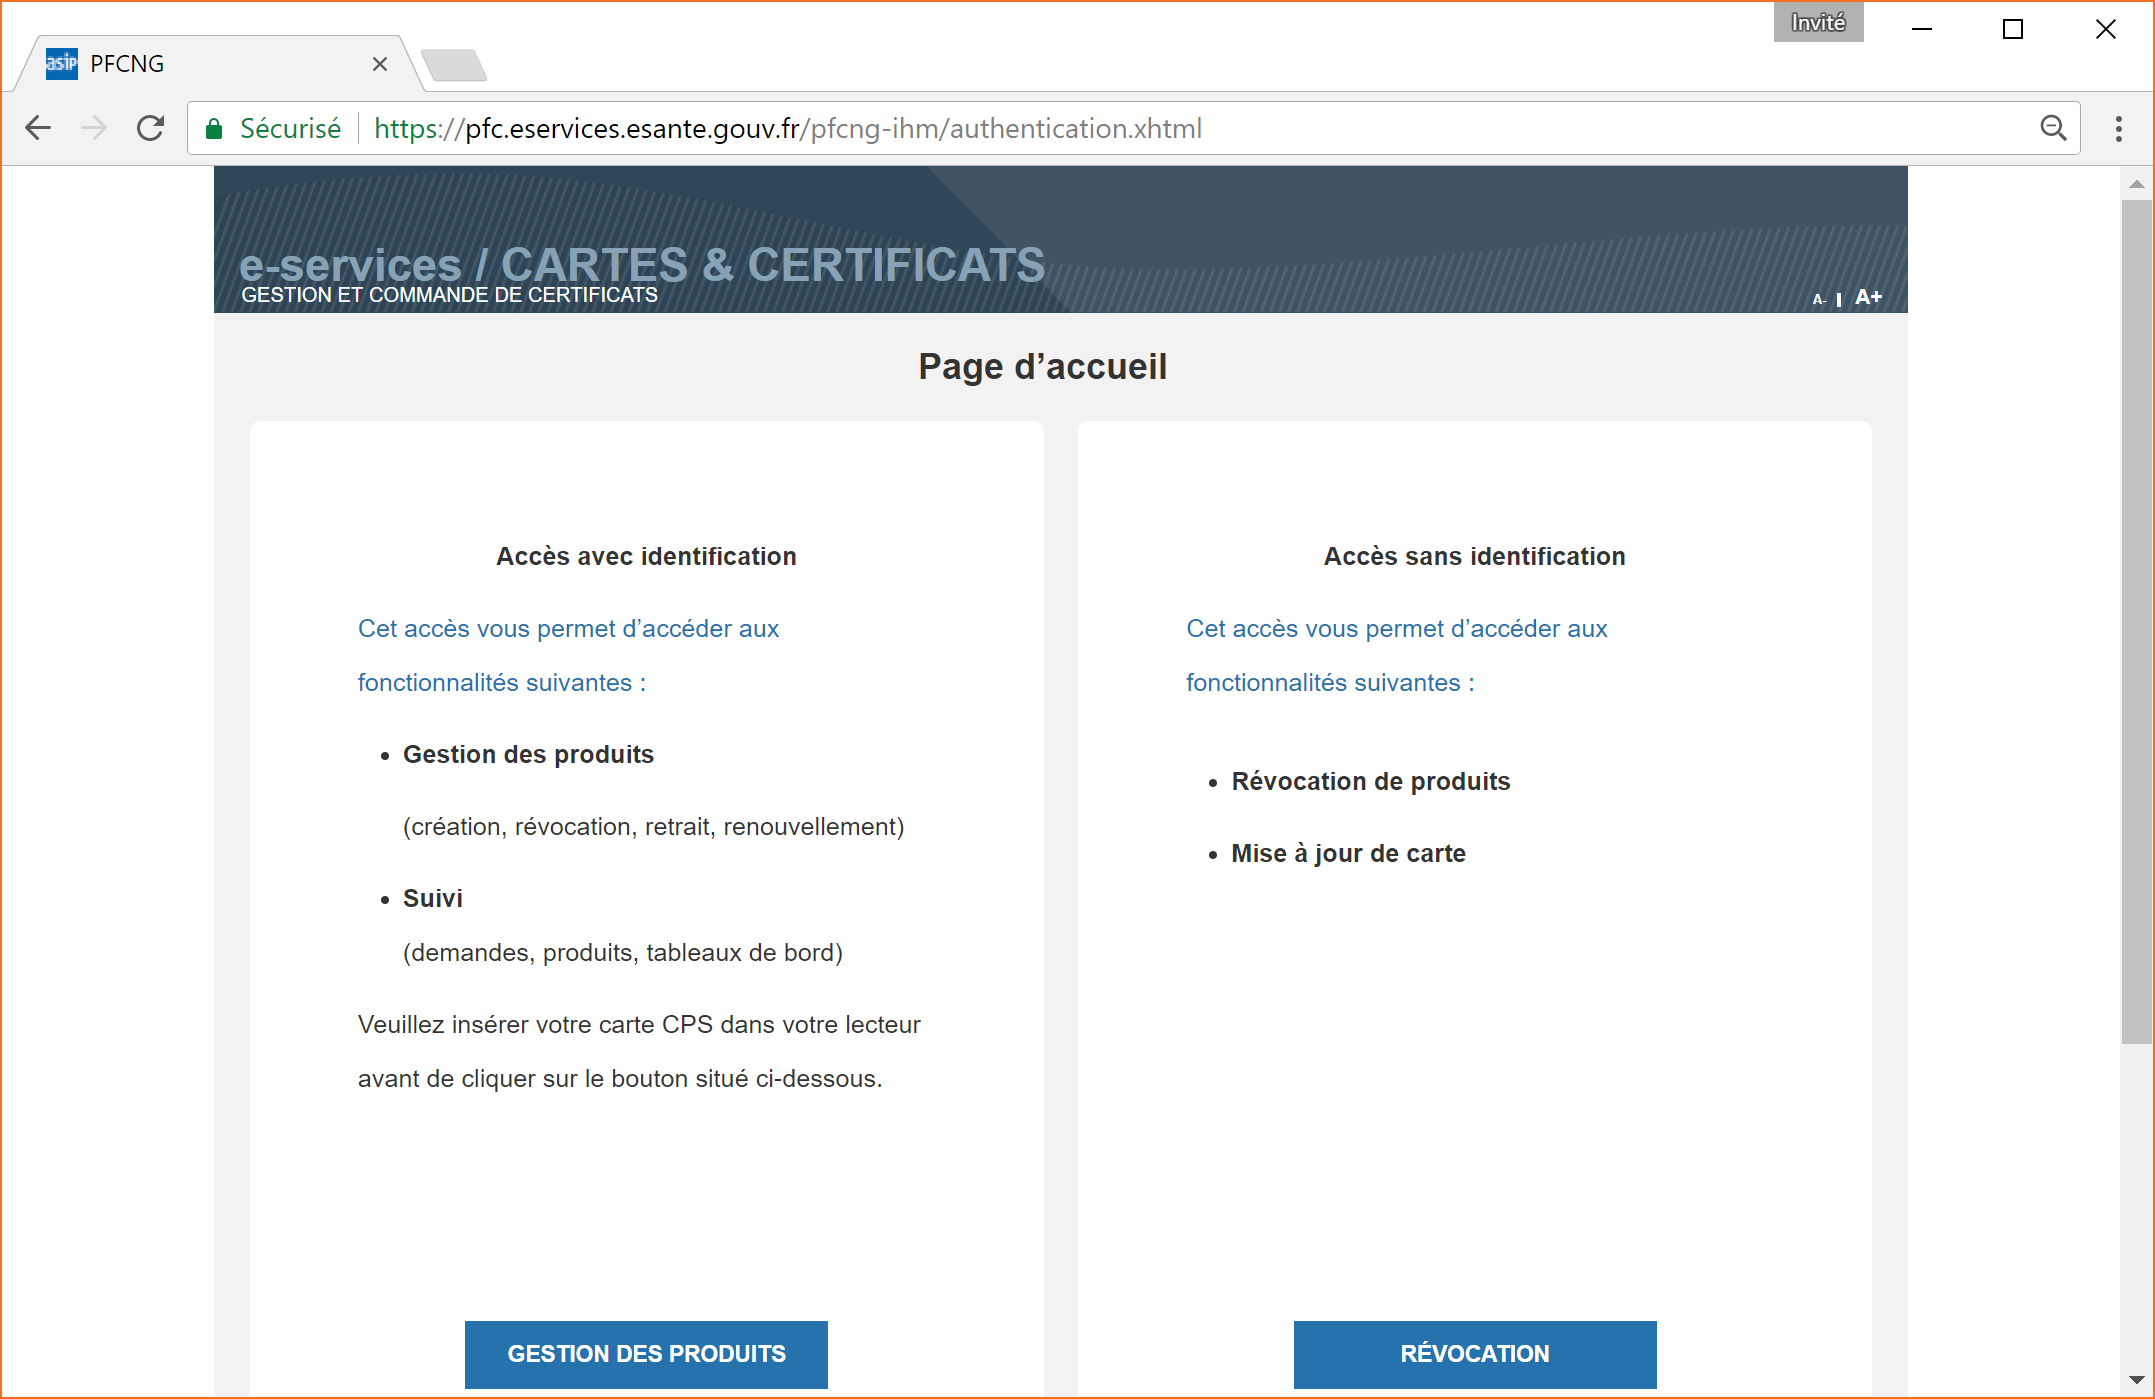 Invité
asip PFCNG
Sécurisé https://pfc.eservices.esante.gouv.fr/pfcng-ihm/authentication.xhtml
e-services / CARTES & CERTIFICATS
GESTION ET COMMANDE DE CERTIFICATS
A- | A+
Page d’accueil
Accès avec identification
Cet accès vous permet d’accéder aux
fonctionnalités suivantes :
• Gestion des produits
(création, révocation, retrait, renouvellement)
• Suivi
(demandes, produits, tableaux de bord)
Veuillez insérer votre carte CPS dans votre lecteur
avant de cliquer sur le bouton situé ci-dessous.
GESTION DES PRODUITS
Accès sans identification
Cet accès vous permet d’accéder aux
fonctionnalités suivantes :
• Révocation de produits
• Mise à jour de carte
RÉVOCATION